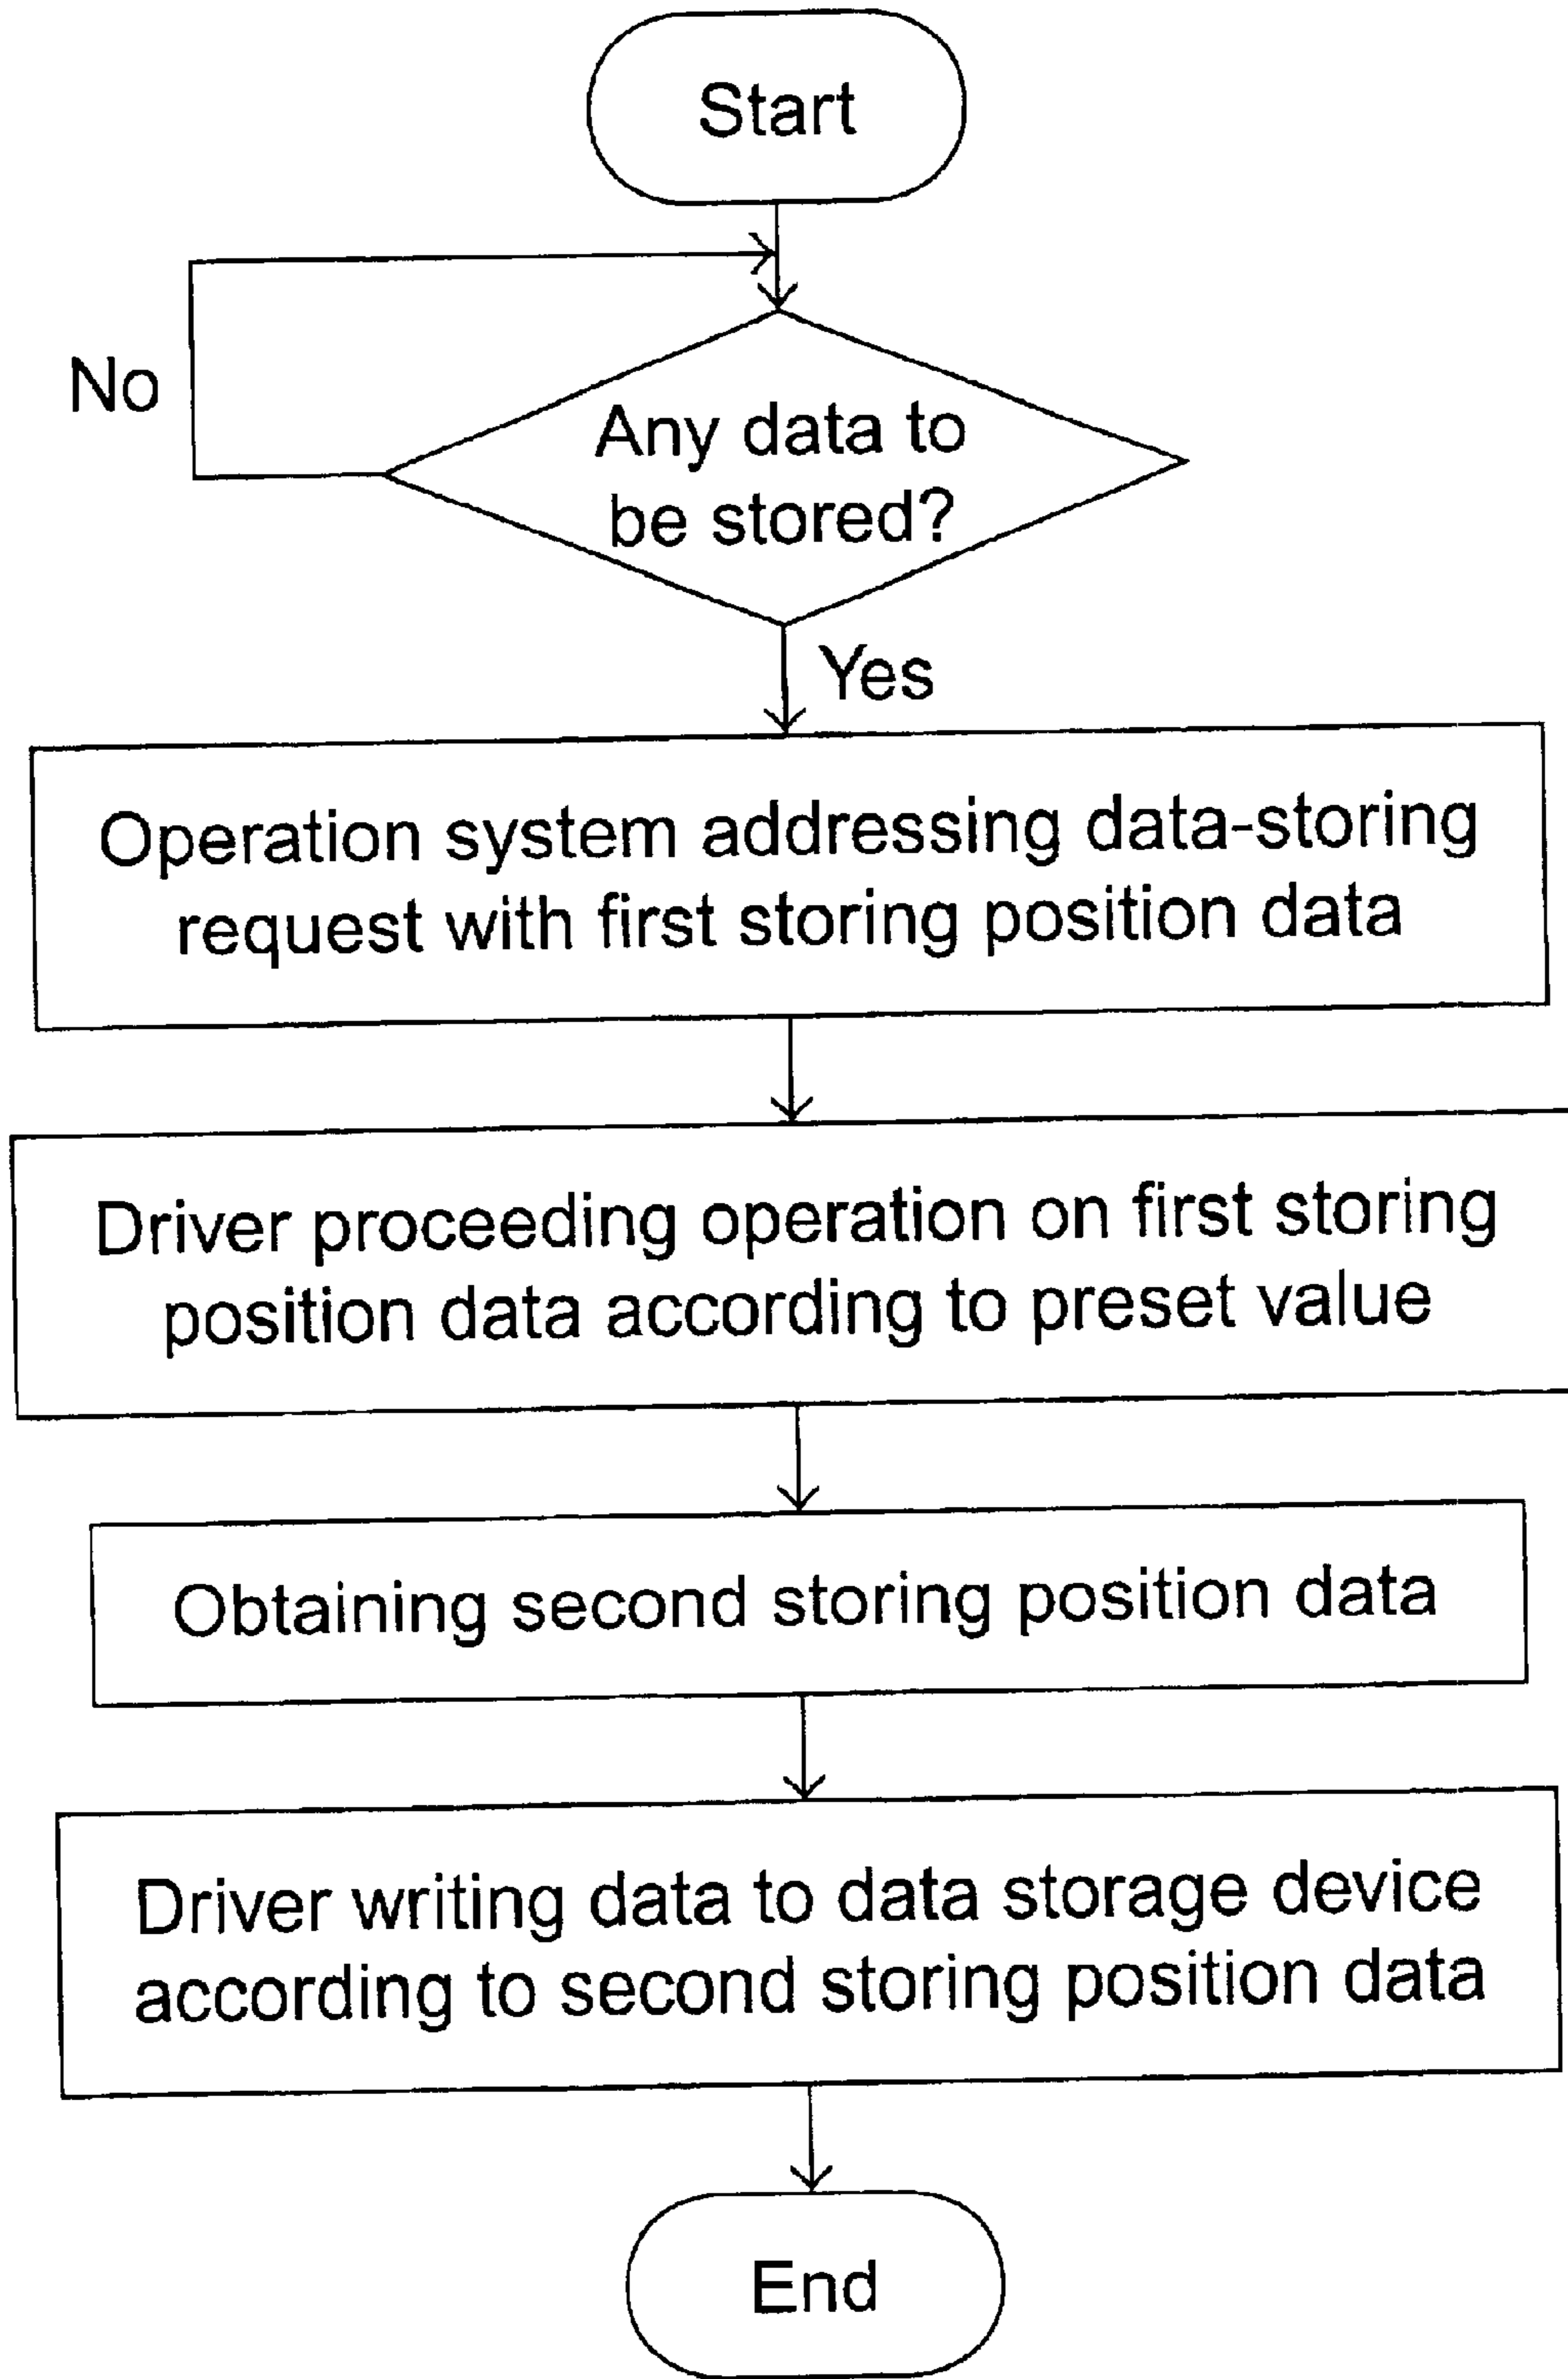 Start
No
Any data to
be stored?
Yes
Operation system addressing data-storing
request with first storing position data
Driver proceeding operation on first storing
position data according to preset value
Obtaining second storing position data
Driver writing data to data storage device
according to second storing position data
End